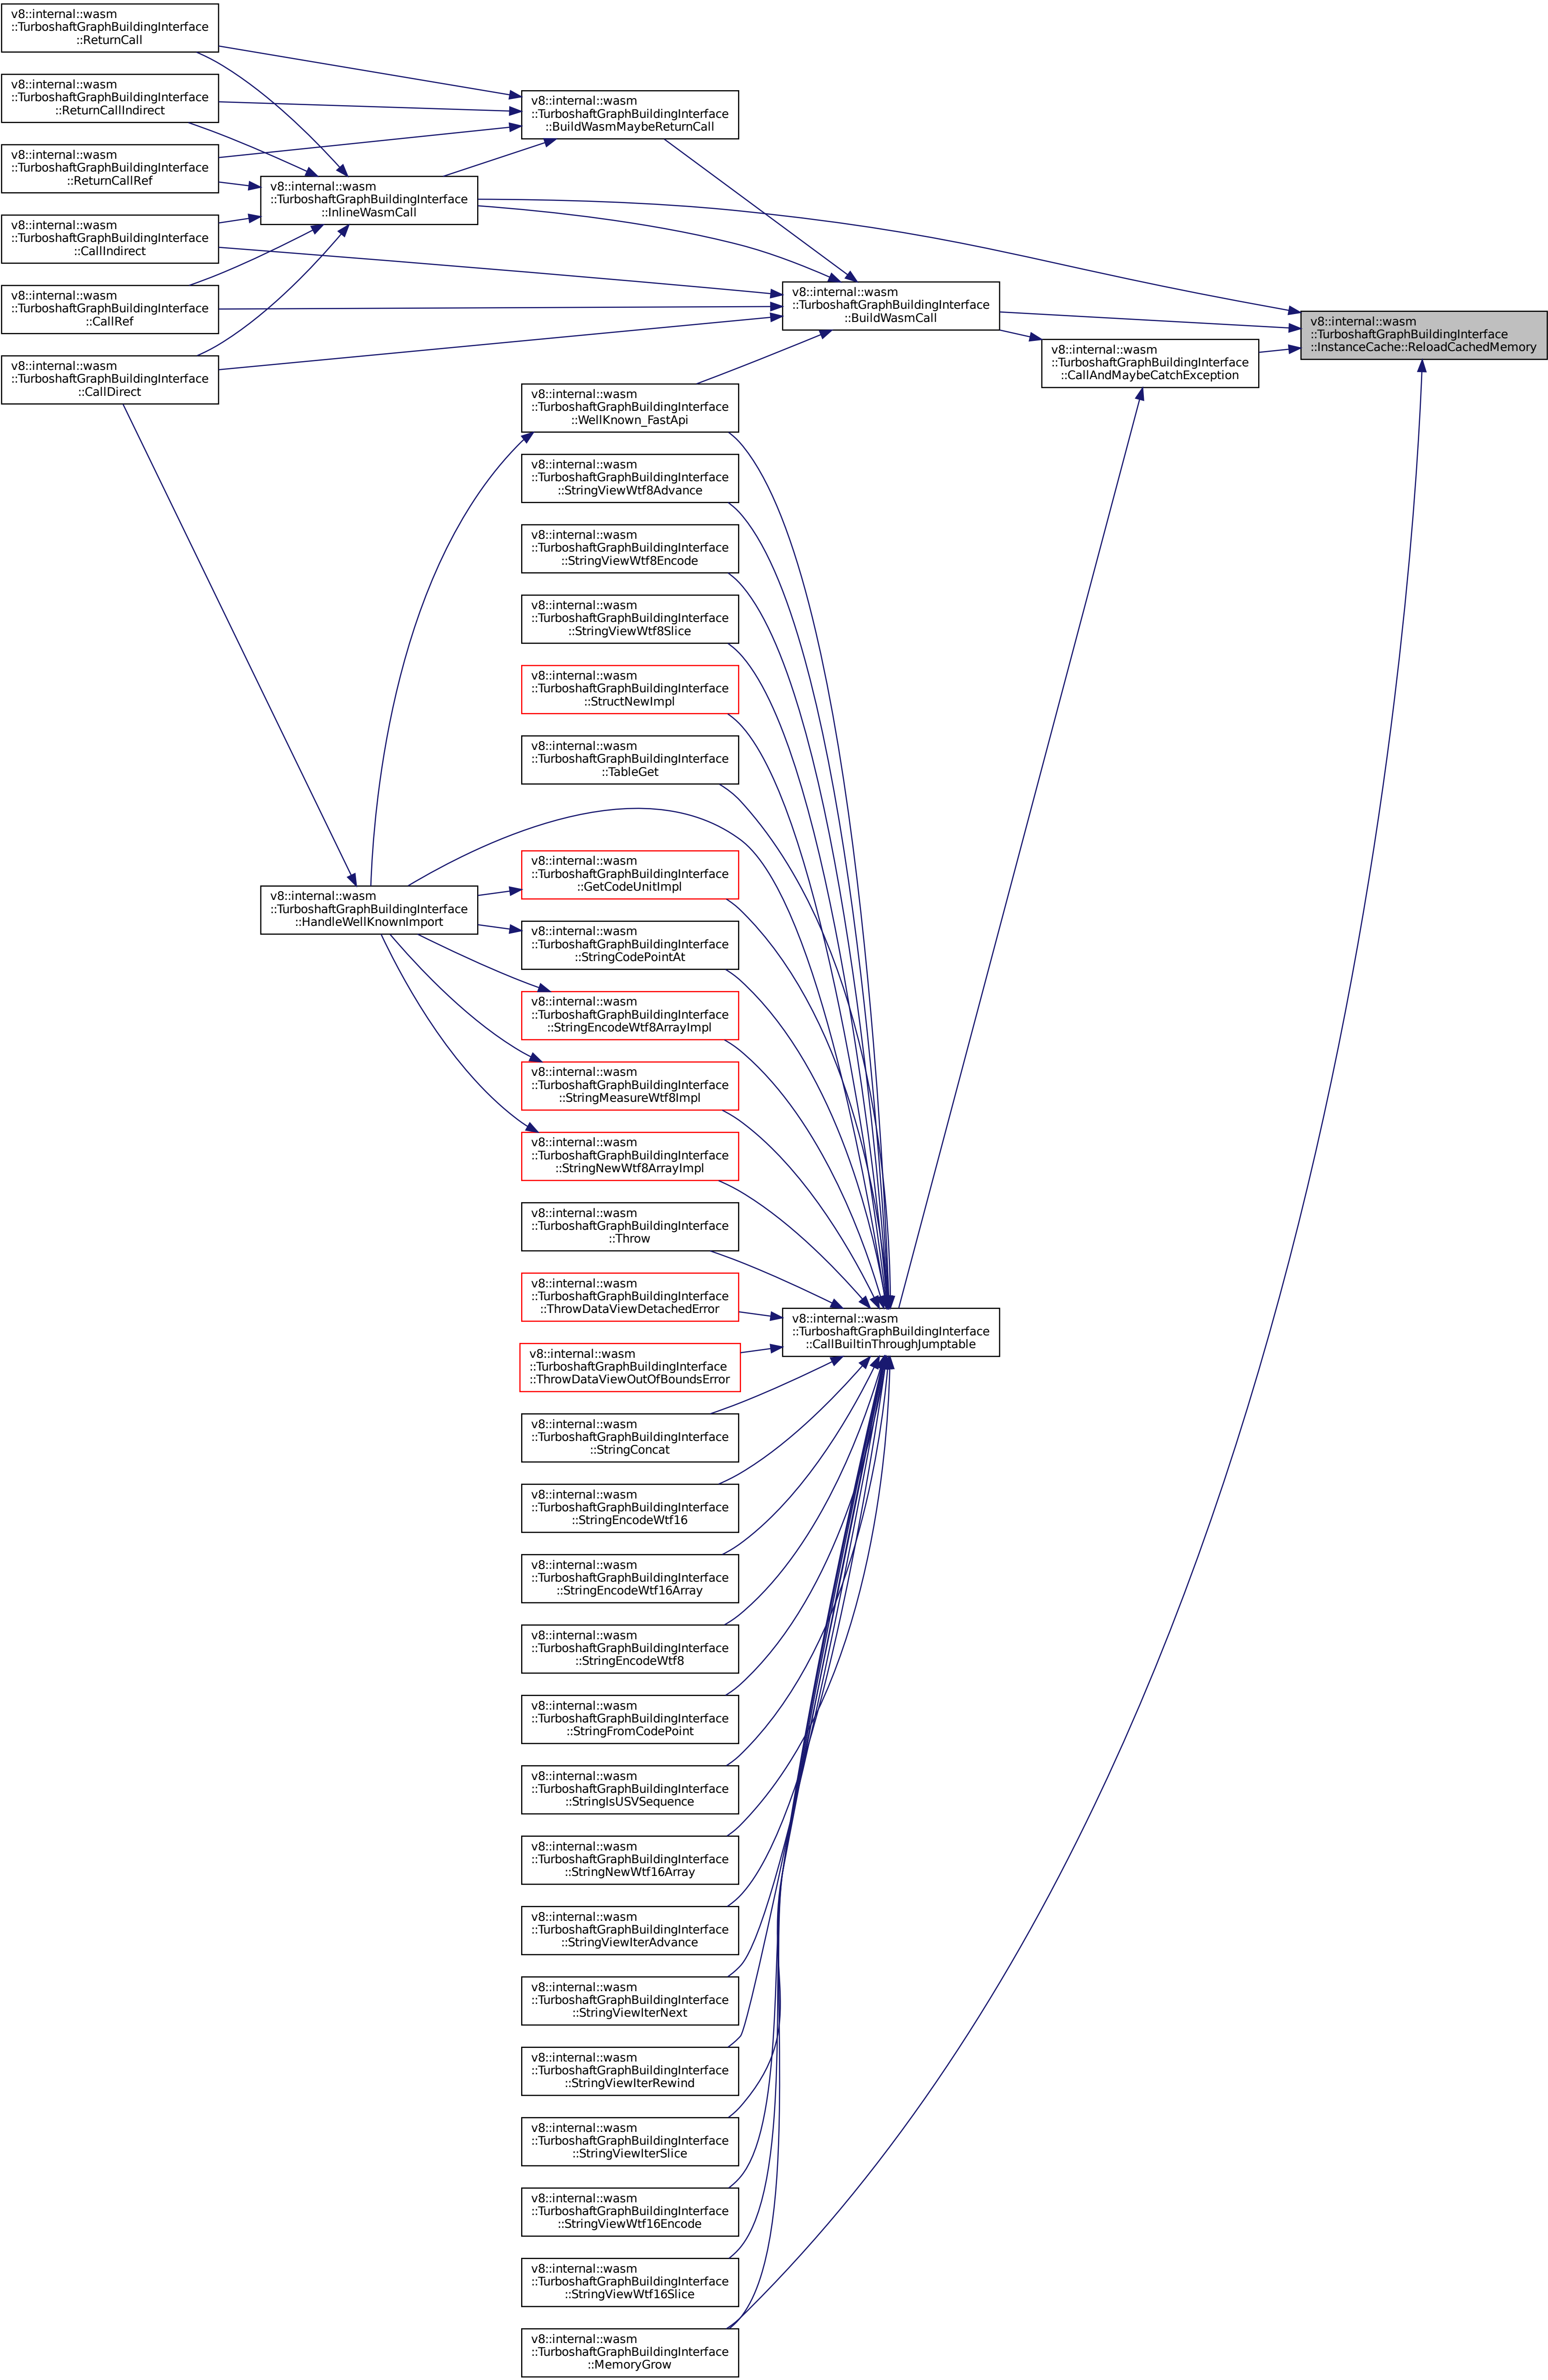 v8::internal::wasm
::TurboshaftGraphBuildingInterface
::ReturnCall
v8::internal::wasm
::TurboshaftGraphBuildingInterface
::ReturnCallIndirect
v8::internal::wasm
::TurboshaftGraphBuildingInterface
::ReturnCallRef
v8::internal::wasm
::TurboshaftGraphBuildingInterface
::CallIndirect
v8::internal::wasm
::TurboshaftGraphBuildingInterface
::CallRef
v8::internal::wasm
::TurboshaftGraphBuildingInterface
::CallDirect
v8::internal::wasm
::TurboshaftGraphBuildingInterface
::InlineWasmCall
v8::internal::wasm
::TurboshaftGraphBuildingInterface
::HandleWellKnownImport
v8::internal::wasm
::TurboshaftGraphBuildingInterface
::BuildWasmMaybeReturnCall
v8::internal::wasm
::TurboshaftGraphBuildingInterface
::WellKnown_FastApi
v8::internal::wasm
::TurboshaftGraphBuildingInterface
::StringViewWtf8Advance
v8::internal::wasm
::TurboshaftGraphBuildingInterface
::StringViewWtf8Encode
v8::internal::wasm
::TurboshaftGraphBuildingInterface
::StringViewWtf8Slice
v8::internal::wasm
::TurboshaftGraphBuildingInterface
::StructNewImpl
v8::internal::wasm
::TurboshaftGraphBuildingInterface
::TableGet
v8::internal::wasm
::TurboshaftGraphBuildingInterface
::GetCodeUnitImpl
v8::internal::wasm
::TurboshaftGraphBuildingInterface
::StringCodePointAt
v8::internal::wasm
::TurboshaftGraphBuildingInterface
::StringEncodeWtf8ArrayImpl
v8::internal::wasm
::TurboshaftGraphBuildingInterface
::StringMeasureWtf8Impl
v8::internal::wasm
::TurboshaftGraphBuildingInterface
::StringNewWtf8ArrayImpl
v8::internal::wasm
::TurboshaftGraphBuildingInterface
::Throw
v8::internal::wasm
::TurboshaftGraphBuildingInterface
::ThrowDataViewDetachedError
v8::internal::wasm
::TurboshaftGraphBuildingInterface
::ThrowDataViewOutOfBoundsError
v8::internal::wasm
::TurboshaftGraphBuildingInterface
::StringConcat
v8::internal::wasm
::TurboshaftGraphBuildingInterface
::StringEncodeWtf16
v8::internal::wasm
::TurboshaftGraphBuildingInterface
::StringEncodeWtf16Array
v8::internal::wasm
::TurboshaftGraphBuildingInterface
::StringEncodeWtf8
v8::internal::wasm
::TurboshaftGraphBuildingInterface
::StringFromCodePoint
v8::internal::wasm
::TurboshaftGraphBuildingInterface
::StringIsUSVSequence
v8::internal::wasm
::TurboshaftGraphBuildingInterface
::StringNewWtf16Array
v8::internal::wasm
::TurboshaftGraphBuildingInterface
::StringViewIterAdvance
v8::internal::wasm
::TurboshaftGraphBuildingInterface
::StringViewIterNext
v8::internal::wasm
::TurboshaftGraphBuildingInterface
::StringViewIterRewind
v8::internal::wasm
::TurboshaftGraphBuildingInterface
::StringViewIterSlice
v8::internal::wasm
::TurboshaftGraphBuildingInterface
::StringViewWtf16Encode
v8::internal::wasm
::TurboshaftGraphBuildingInterface
::StringViewWtf16Slice
v8::internal::wasm
::TurboshaftGraphBuildingInterface
::MemoryGrow
v8::internal::wasm
::TurboshaftGraphBuildingInterface
::BuildWasmCall
v8::internal::wasm
::TurboshaftGraphBuildingInterface
::CallBuiltinThroughJumptable
v8::internal::wasm
::TurboshaftGraphBuildingInterface
::CallAndMaybeCatchException
v8::internal::wasm
::TurboshaftGraphBuildingInterface
::InstanceCache::ReloadCachedMemory